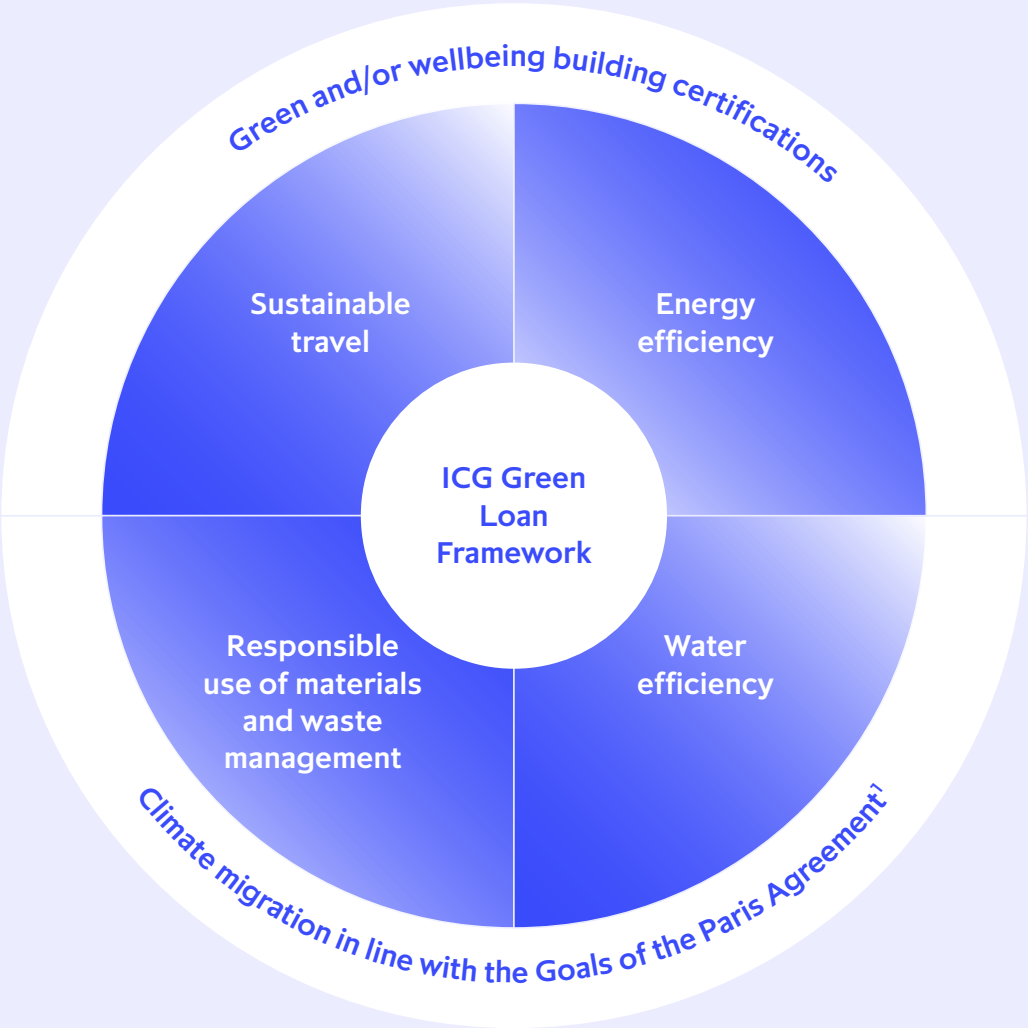 Green and/or wellbeing building certifications
Sustainable
travel
Energy
efficiency
ICG Green
Loan
Framework
Responsible
use of materials
and waste
management
Water
efficiency
Climate migration in line with the Goals of the Paris Agreement¹